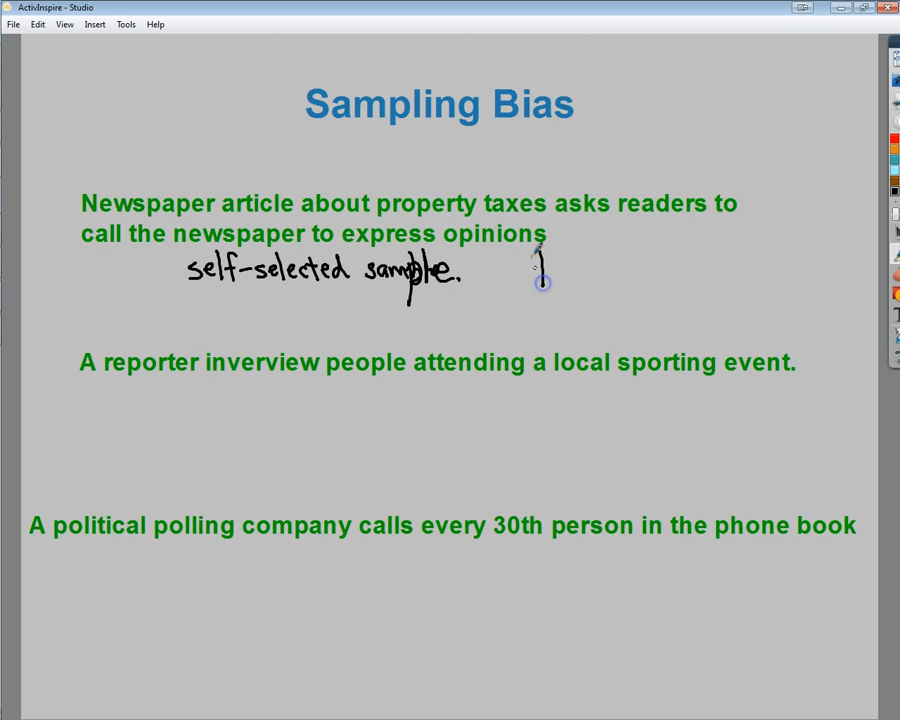 ActivInspire - Studio
File Edit View Insert Tools Help
Sampling Bias
Newspaper article about property taxes asks readers to
call the newspaper to express opinions
self-selected sample.
A reporter inverview people attending a local sporting event.
A political polling company calls every 30th person in the phone book